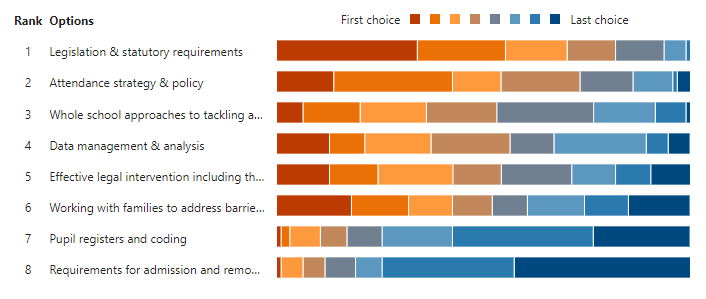 Rank Options First choice Last choice
1 Legislation & statutory requirements
2 Attendance strategy & policy
3 Whole school approaches to tackling a...
4 Data management & analysis
5 Effective legal intervention including th...
6 Working with families to address barrie...
7 Pupil registers and coding
8 Requirements for admission and remo...